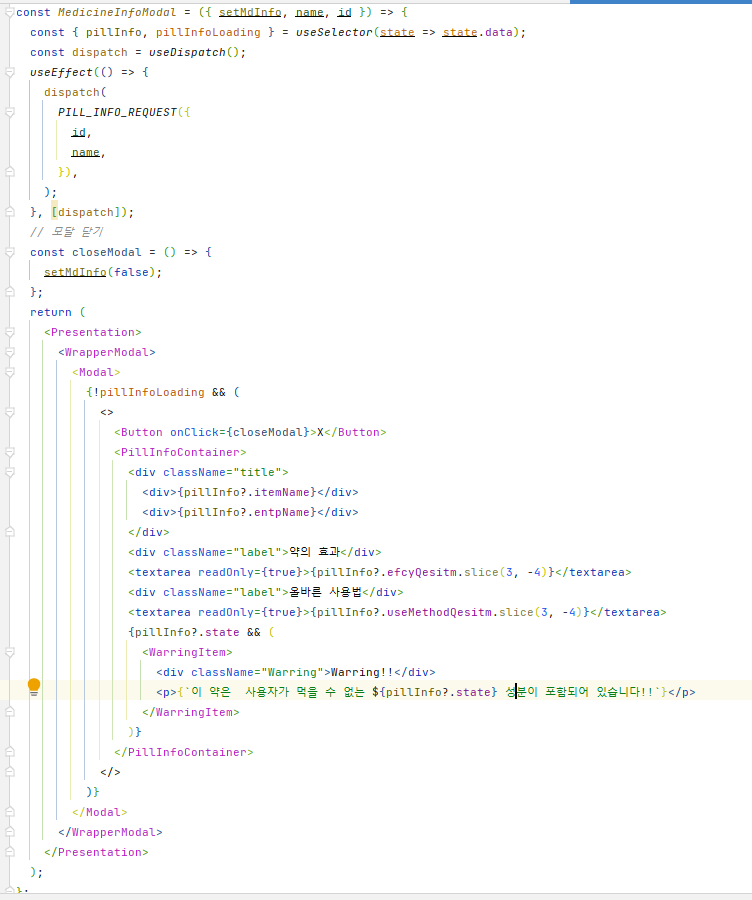 const MedicineInfoModal = ({ setMdInfo, name, id }) => {
  const { pillInfo, pillInfoLoading } = useSelector(state => state.data);
  const dispatch = useDispatch();
  useEffect(() => {
    dispatch(
      PILL_INFO_REQUEST({
        id,
        name,
      }),
    );
  }, [dispatch]);
  // 모달 닫기
  const closeModal = () => {
    setMdInfo(false);
  };
  return (
    <Presentation>
      <WrapperModal>
        <Modal>
          {!pillInfoLoading && (
            <>
              <Button onClick={closeModal}>X</Button>
              <PillInfoContainer>
                <div className="title">
                  <div>{pillInfo?.itemName}</div>
                  <div>{pillInfo?.entpName}</div>
                </div>
                <div className="label">약의 효과</div>
                <textarea readOnly={true}>{pillInfo?.efcyQesitm.slice(3, -4)}</textarea>
                <div className="label">올바른 사용법</div>
                <textarea readOnly={true}>{pillInfo?.useMethodQesitm.slice(3, -4)}</textarea>
                {pillInfo?.state && (
                  <WarringItem>
                    <div className="Warring">Warring!!</div>
                    <p>{`이 약은  사용자가 먹을 수 없는 ${pillInfo?.state} 성분이 포함되어 있습니다!!`}</p>
                  </WarringItem>
                )}
              </PillInfoContainer>
            </>
          )}
        </Modal>
      </WrapperModal>
    </Presentation>
  );
};